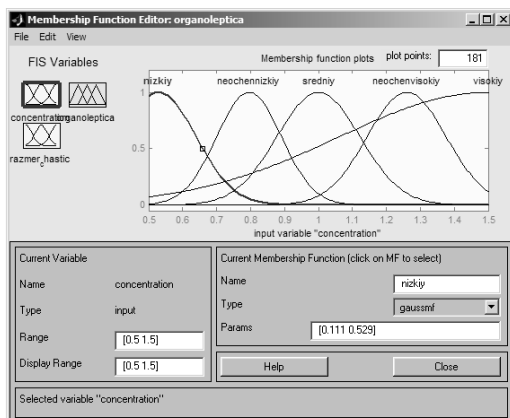 Membership Function Editor: organoleptica
File Edit View
FIS Variables
Membership function plots plot points: 181
concentration organoleptica
razmer_chastic
nizkiy neochennizkiy sredniy neochenvisokiy visokiy
1
0.5
0
0.5 0.6 0.7 0.8 0.9 1 1.1 1.2 1.3 1.4 1.5
input variable "concentration"
Current Variable
Name concentration
Type input
Range [0.5 1.5]
Display Range [0.5 1.5]
Current Membership Function (click on MF to select)
Name nizkiy
Type gaussmf
Params [0.111 0.529]
Help Close
Selected variable "concentration"